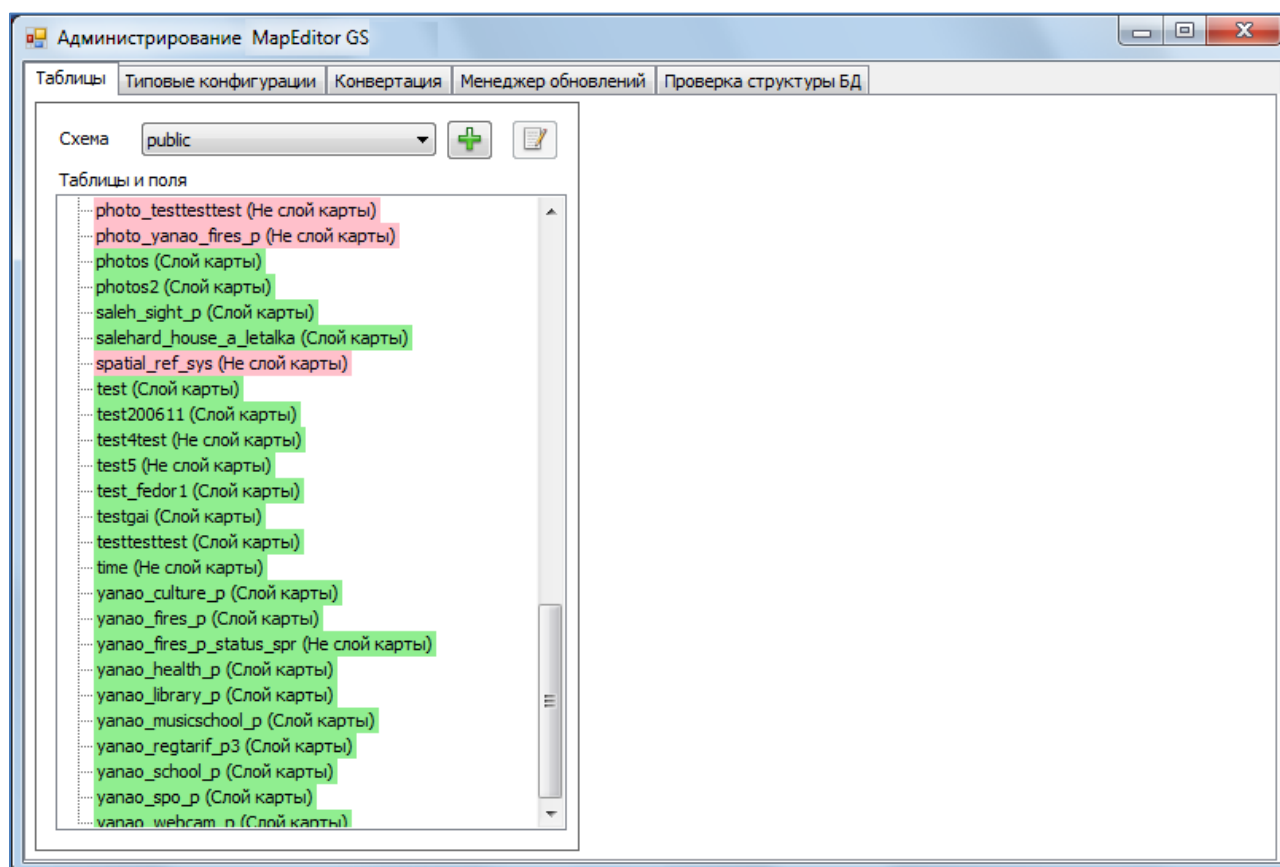 Администрирование MapEditor GS
Таблицы Типовые конфигурации Конвертация Менеджер обновлений Проверка структуры БД
Схема public
Таблицы и поля
photo_testtesttest (Не слой карты)
photo_yanao_fires_p (Не слой карты)
photos (Слой карты)
photos2 (Слой карты)
saleh_sight_p (Слой карты)
salehard_house_a_letalka (Слой карты)
spatial_ref_sys (Не слой карты)
test (Слой карты)
test200611 (Слой карты)
test4test (Не слой карты)
test5 (Не слой карты)
test_fedor1 (Слой карты)
testgai (Слой карты)
testtesttest (Слой карты)
time (Не слой карты)
yanao_culture_p (Слой карты)
yanao_fires_p (Слой карты)
yanao_fires_p_status_spr (Не слой карты)
yanao_health_p (Слой карты)
yanao_library_p (Слой карты)
yanao_musicschool_p (Слой карты)
yanao_regtarif_p3 (Слой карты)
yanao_school_p (Слой карты)
yanao_spo_p (Слой карты)
yanao_webcam_p (Слой карты)